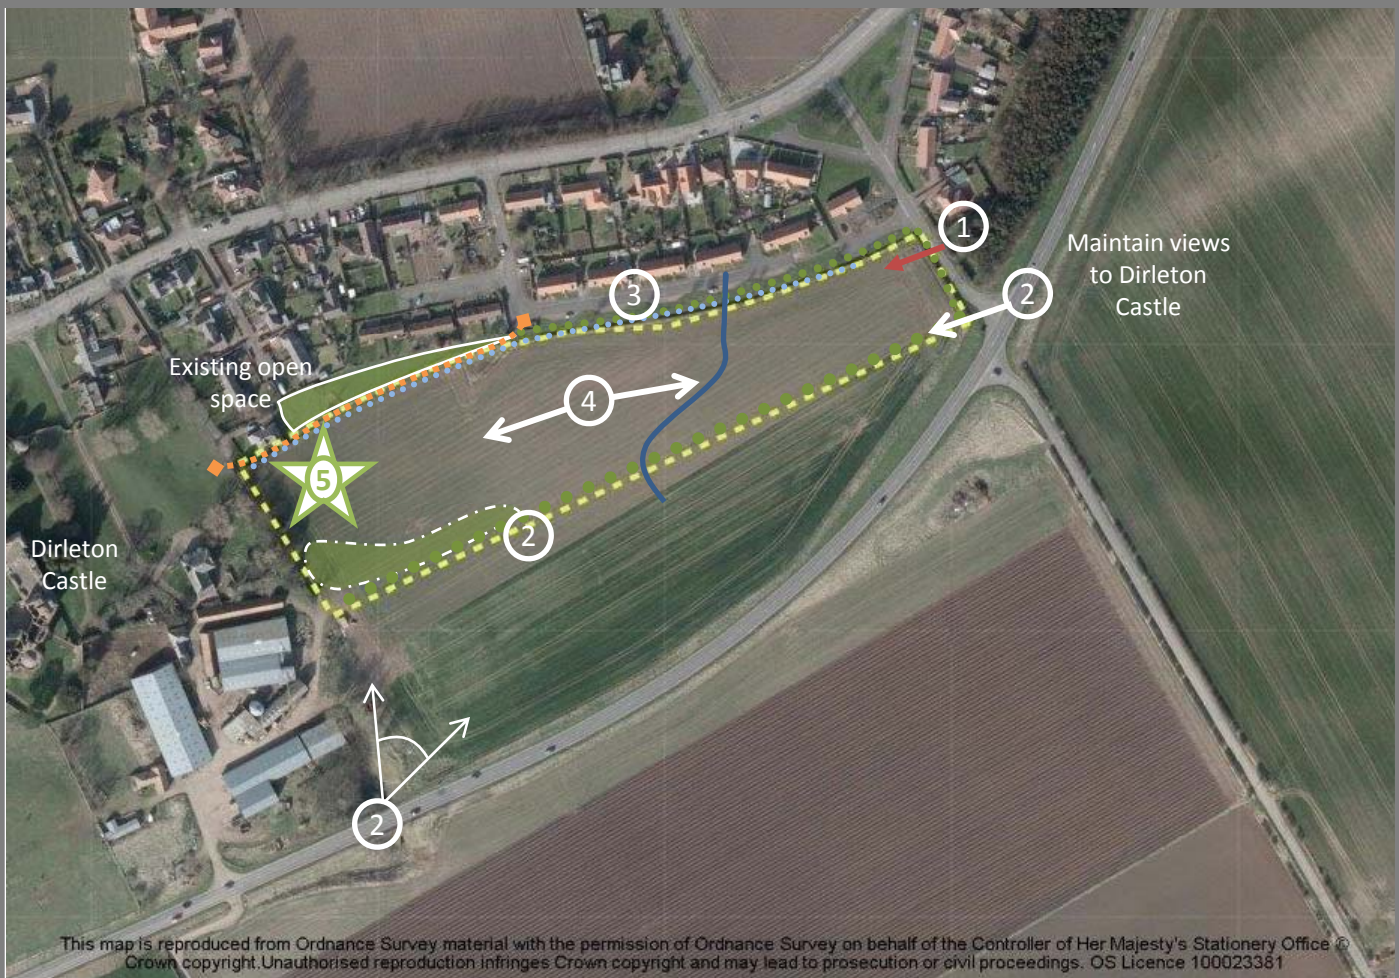 1
Maintain views
to Dirleton
Castle
2
3
Existing open
space
4
5
2
Dirleton
Castle
2
This map is reproduced from Ordnance Survey material with the permission of Ordnance Survey on behalf of the Controller of Her Majesty's Stationery Office ©
Crown copyright.Unauthorised reproduction infringes Crown copyright and may lead to prosecution or civil proceedings. OS Licence 100023381